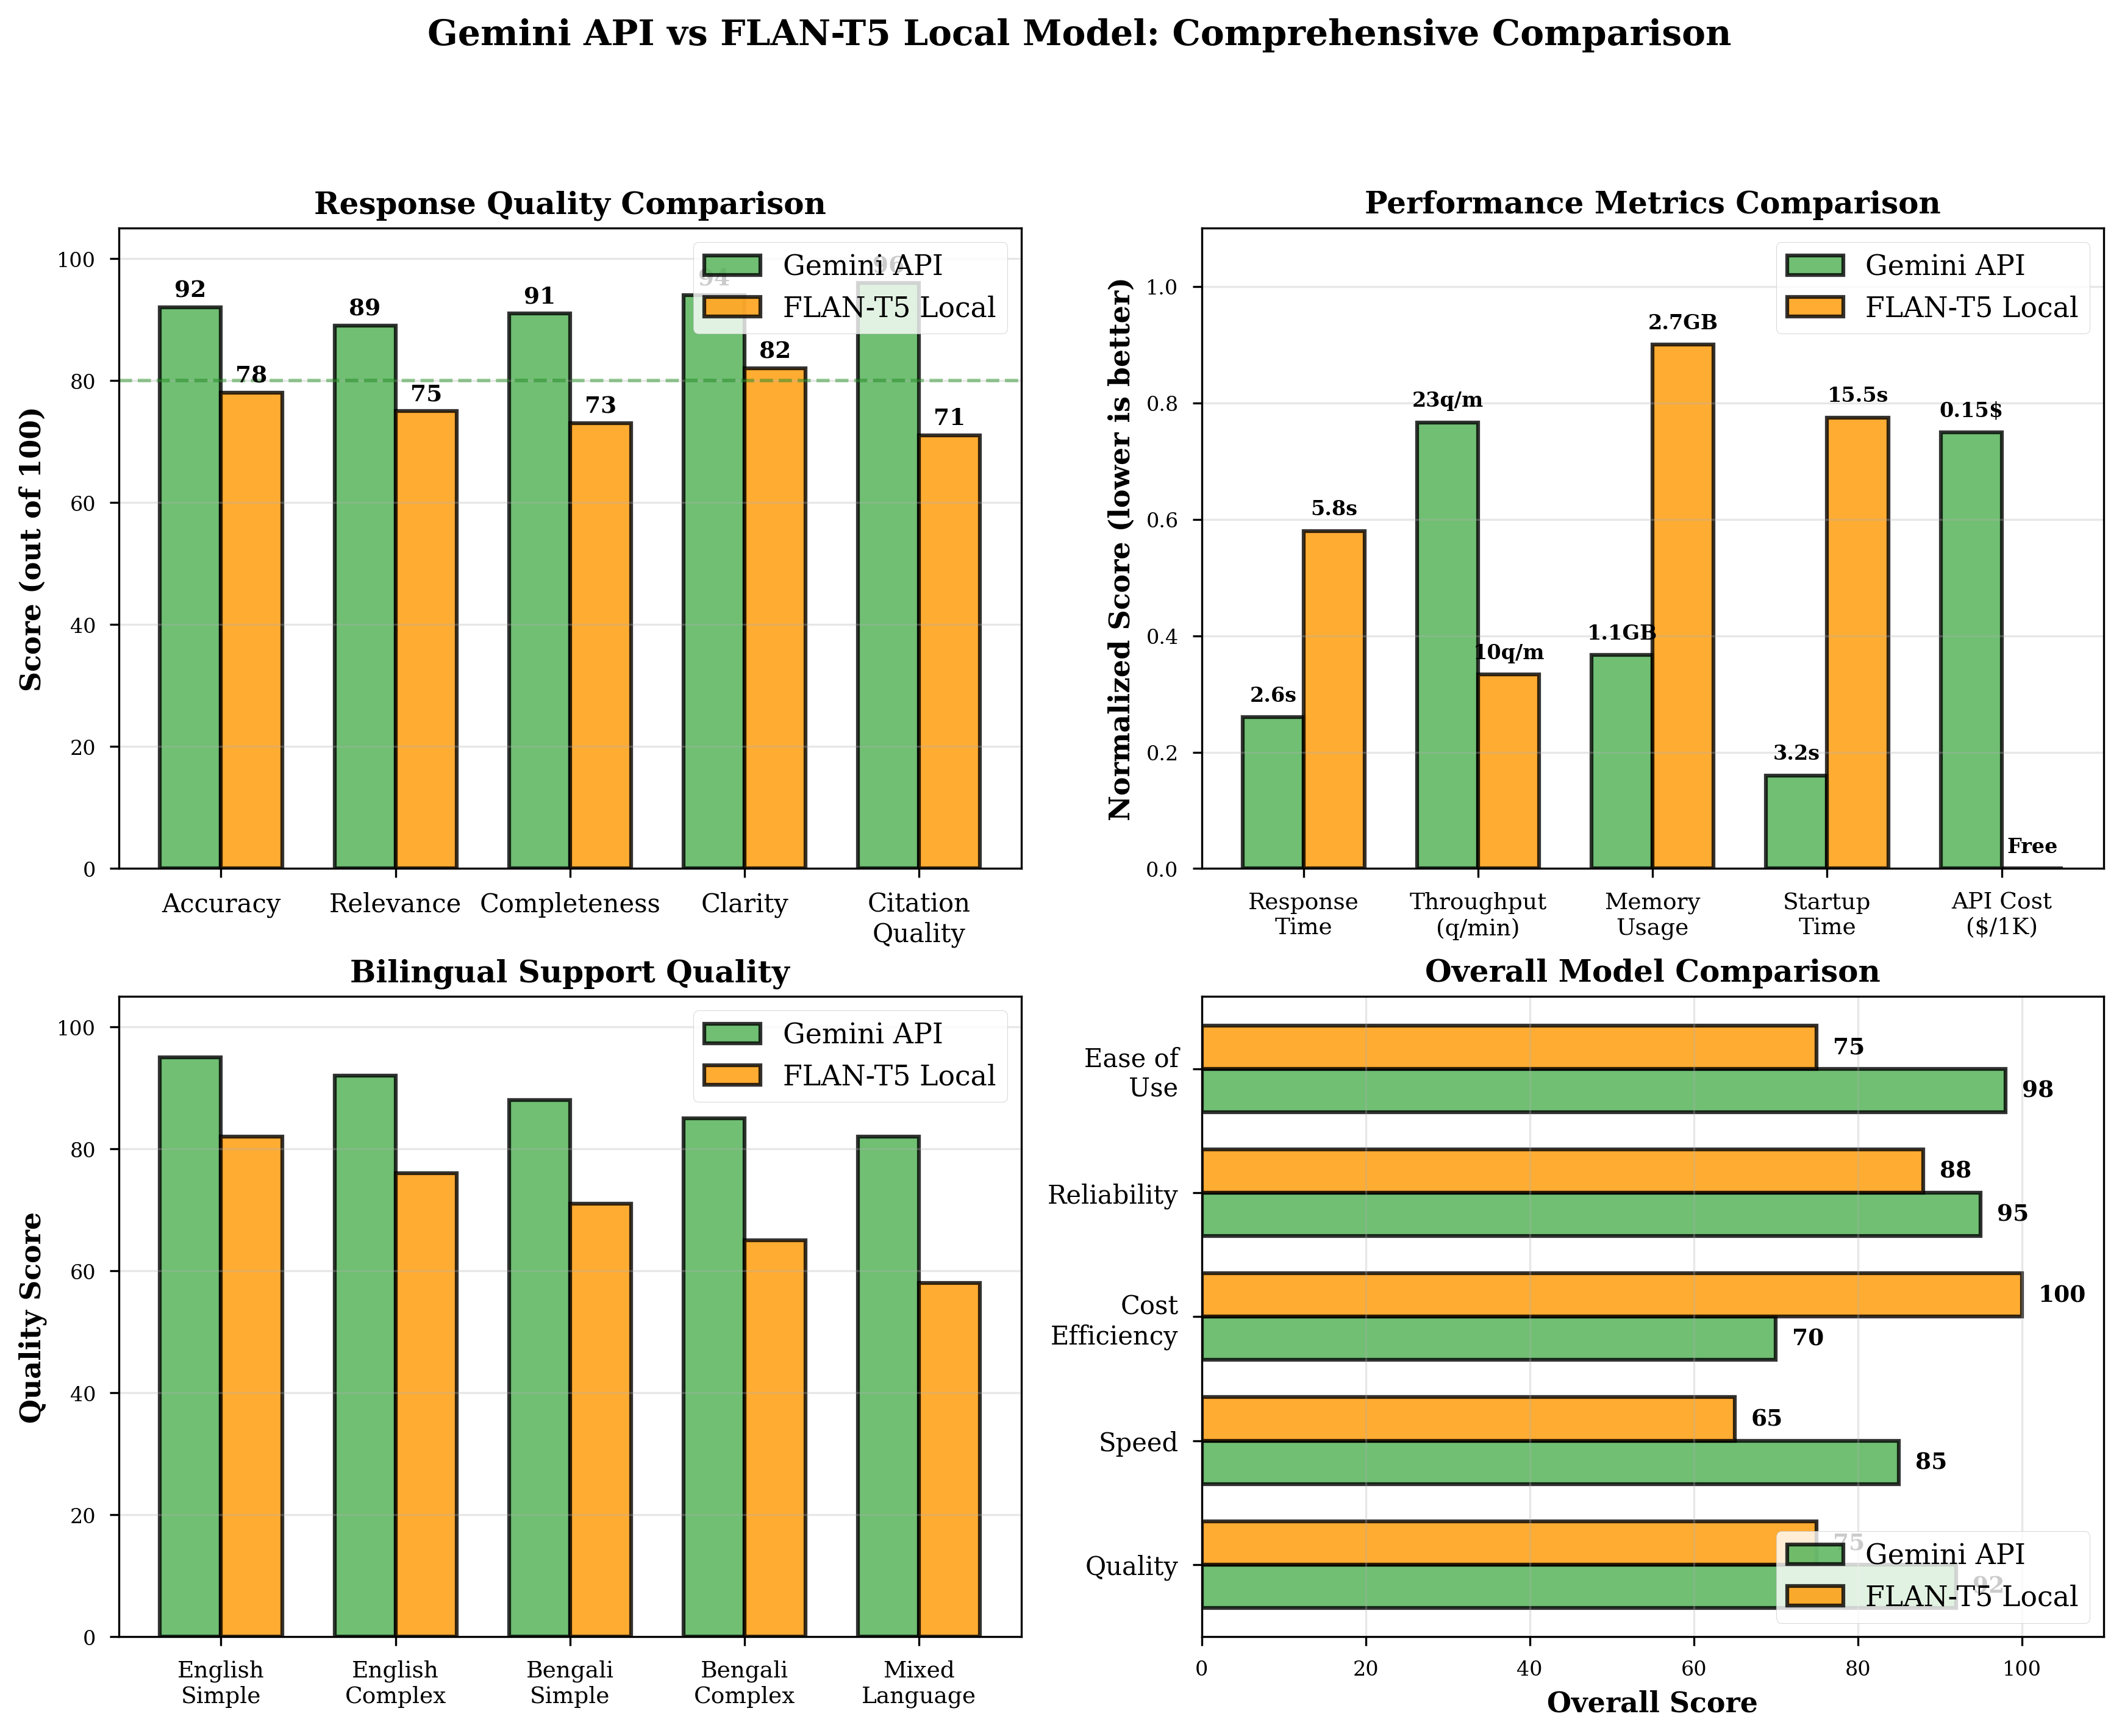 Gemini API vs FLAN-T5 Local Model: Comprehensive Comparison
Response Quality Comparison
Score (out of 100)
100
80
60
40
20
0
92
78
89
75
91
73
94
82
96
71
Gemini API
FLAN-T5 Local
Accuracy
Relevance
Completeness
Clarity
Citation
Quality
Performance Metrics Comparison
Normalized Score (lower is better)
1.0
0.8
0.6
0.4
0.2
0.0
2.6s
5.8s
23q/m
10q/m
1.1GB
2.7GB
3.2s
15.5s
0.15$
Free
Gemini API
FLAN-T5 Local
Response
Time
Throughput
(q/min)
Memory
Usage
Startup
Time
API Cost
($/1K)
Bilingual Support Quality
Quality Score
100
80
60
40
20
0
Gemini API
FLAN-T5 Local
English
Simple
English
Complex
Bengali
Simple
Bengali
Complex
Mixed
Language
Overall Model Comparison
Ease of
Use
75
98
Reliability
88
95
Cost
Efficiency
100
70
Speed
65
85
Quality
75
92
Gemini API
FLAN-T5 Local
0
20
40
60
80
100
Overall Score